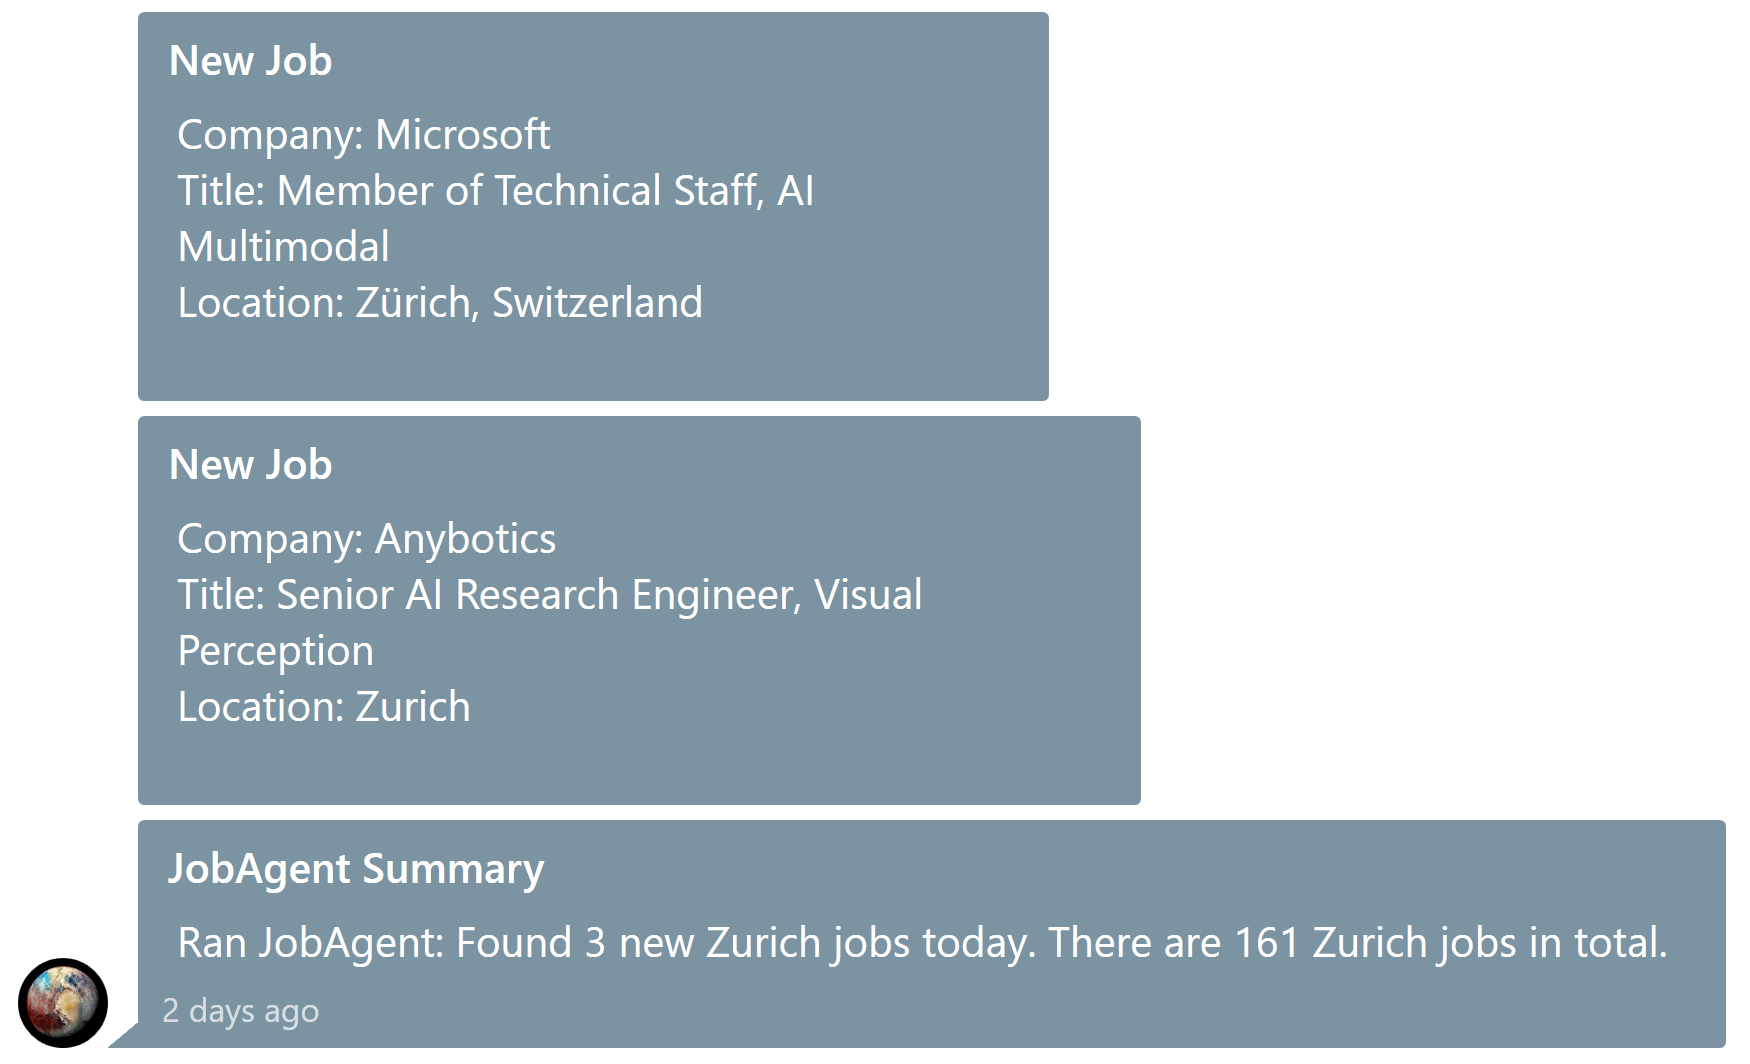 New Job
Company: Microsoft
Title: Member of Technical Staff, AI
Multimodal
Location: Zürich, Switzerland
New Job
Company: Anybotics
Title: Senior AI Research Engineer, Visual
Perception
Location: Zurich
JobAgent Summary
Ran JobAgent: Found 3 new Zurich jobs today. There are 161 Zurich jobs in total.
2 days ago